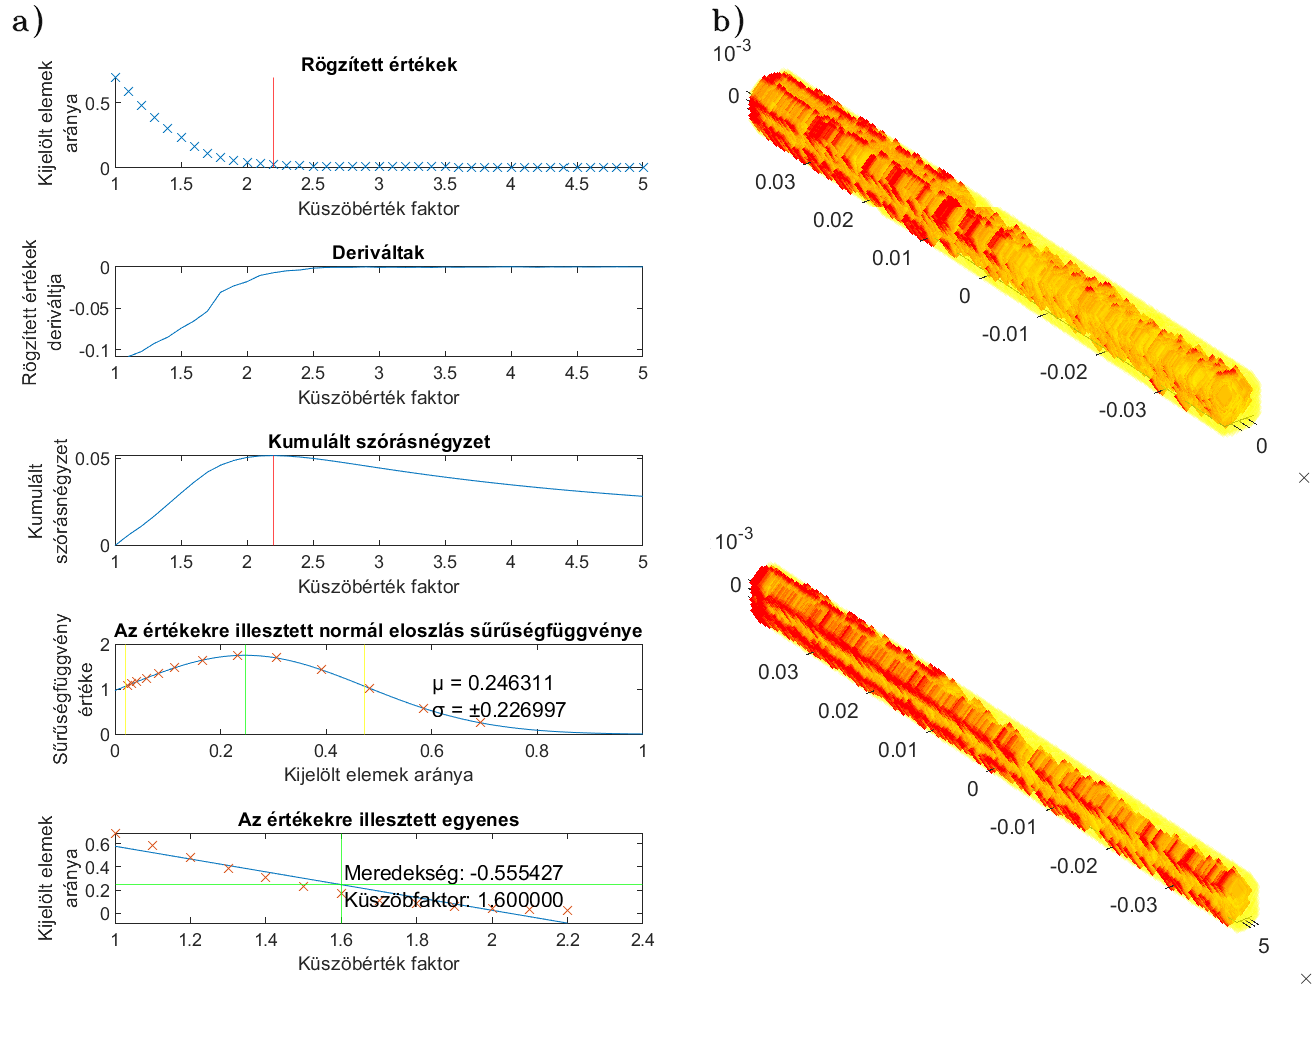 a)
Rögzített értékek
Kijelölt elemek
aránya
0.5
0
1 1.5 2 2.5 3 3.5 4 4.5 5
Küszöbérték faktor
Deriváltak
Rögzített értékek
deriváltja
0
-0.05
-0.1
1 1.5 2 2.5 3 3.5 4 4.5 5
Küszöbérték faktor
Kumulált szórásnégyzet
Kumulált
szórásnégyzet
0.05
0
1 1.5 2 2.5 3 3.5 4 4.5 5
Küszöbérték faktor
Az értékekre illesztett normál eloszlás sűrűségfüggvénye
Sűrűségfüggvény
értéke
2
1
0
μ = 0.246311
σ = ±0.226997
0 0.2 0.4 0.6 0.8 1
Kijelölt elemek aránya
Az értékekre illesztett egyenes
Kijelölt elemek
aránya
0.6
0.4
0.2
0
Meredekség: -0.555427
Küszöbfaktor: 1.600000
1 1.2 1.4 1.6 1.8 2 2.2 2.4
Küszöbérték faktor
b)
10-3
0
0.03
0.02
0.01
0
-0.01
-0.02
-0.03
0
×
10-3
0
0.03
0.02
0.01
0
-0.01
-0.02
-0.03
5
×